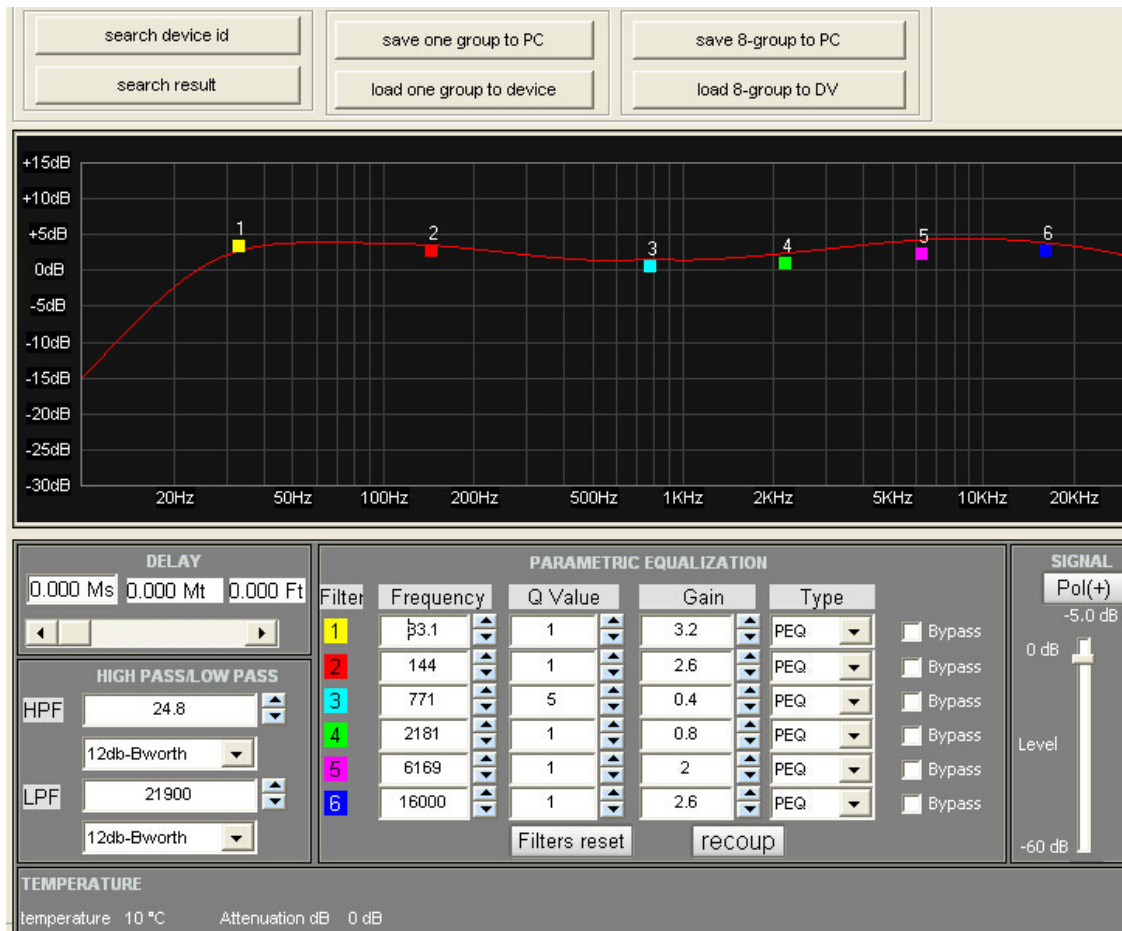 search device id
save one group to PC
save 8-group to PC
search result
load one group to device
load 8-group to DV
+15dB
+10dB
+5dB
0dB
-5dB
-10dB
-15dB
-20dB
-25dB
-30dB
1 2 3 4 5 6
20Hz 50Hz 100Hz 200Hz 500Hz 1KHz 2KHz 5KHz 10KHz 20KHz
DELAY
0.000 Ms 0.000 Mt 0.000 Ft
HIGH PASS/LOW PASS
HPF 24.8
12db-Bworth
LPF 21900
12db-Bworth
PARAMETRIC EQUALIZATION
Filter Frequency Q Value Gain Type
1 33.1 1 3.2 PEQ Bypass
2 144 1 2.6 PEQ Bypass
3 771 5 0.4 PEQ Bypass
4 2181 1 0.8 PEQ Bypass
5 6169 1 2 PEQ Bypass
6 16000 1 2.6 PEQ Bypass
Filters reset recoup
SIGNAL
Pol(+)
-5.0 dB
0 dB
Level
-60 dB
TEMPERATURE
temperature 10 °C Attenuation dB 0 dB